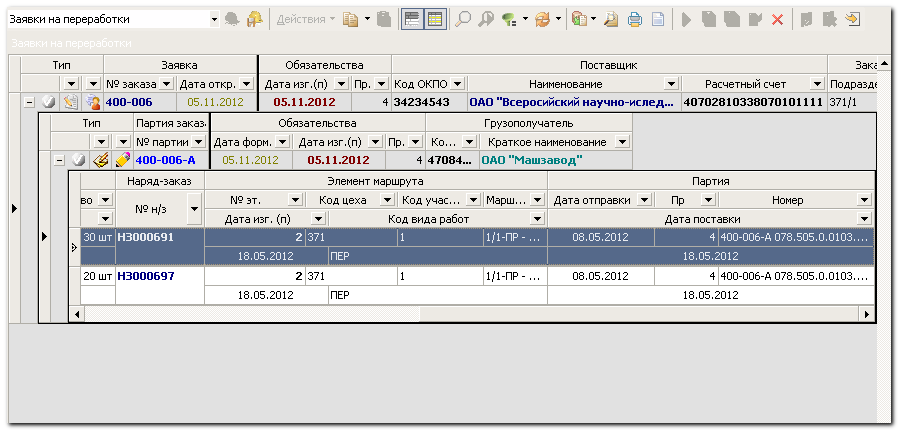 Заявки на переработки Действия
Заявки на переработки
Тип Заявка Обязательства Поставщик Зака
№ заказа Дата откр. Дата изг.(п) Пр. Код ОКПО Наименование Расчетный счет Подразде
400-006 05.11.2012 05.11.2012 4 34234543 ОАО "Всеросийский научно-исслед... 40702810338070101111 371/1
Тип Партия заказ Обязательства Грузополучатель
№ партии Дата форм. Дата изг.(п) Пр. Ко... Краткое наименование
400-006-А 05.11.2012 05.11.2012 4 47084... ОАО "Машзавод"
Наряд-заказ Элемент маршрута Партия
во № н/з № эт. Код цеха Код учас... Марш... Дата отправки Пр Номер
Дата изг. (п) Код вида работ Дата поставки
30 шт НЗ000691 2 371 1 1/1-ПР - ... 08.05.2012 4 400-006-А 078.505.0.0103....
18.05.2012 ПЕР 18.05.2012
20 шт НЗ000697 2 371 1 1/1-ПР - ... 08.05.2012 4 400-006-А 078.505.0.0103....
18.05.2012 ПЕР 18.05.2012